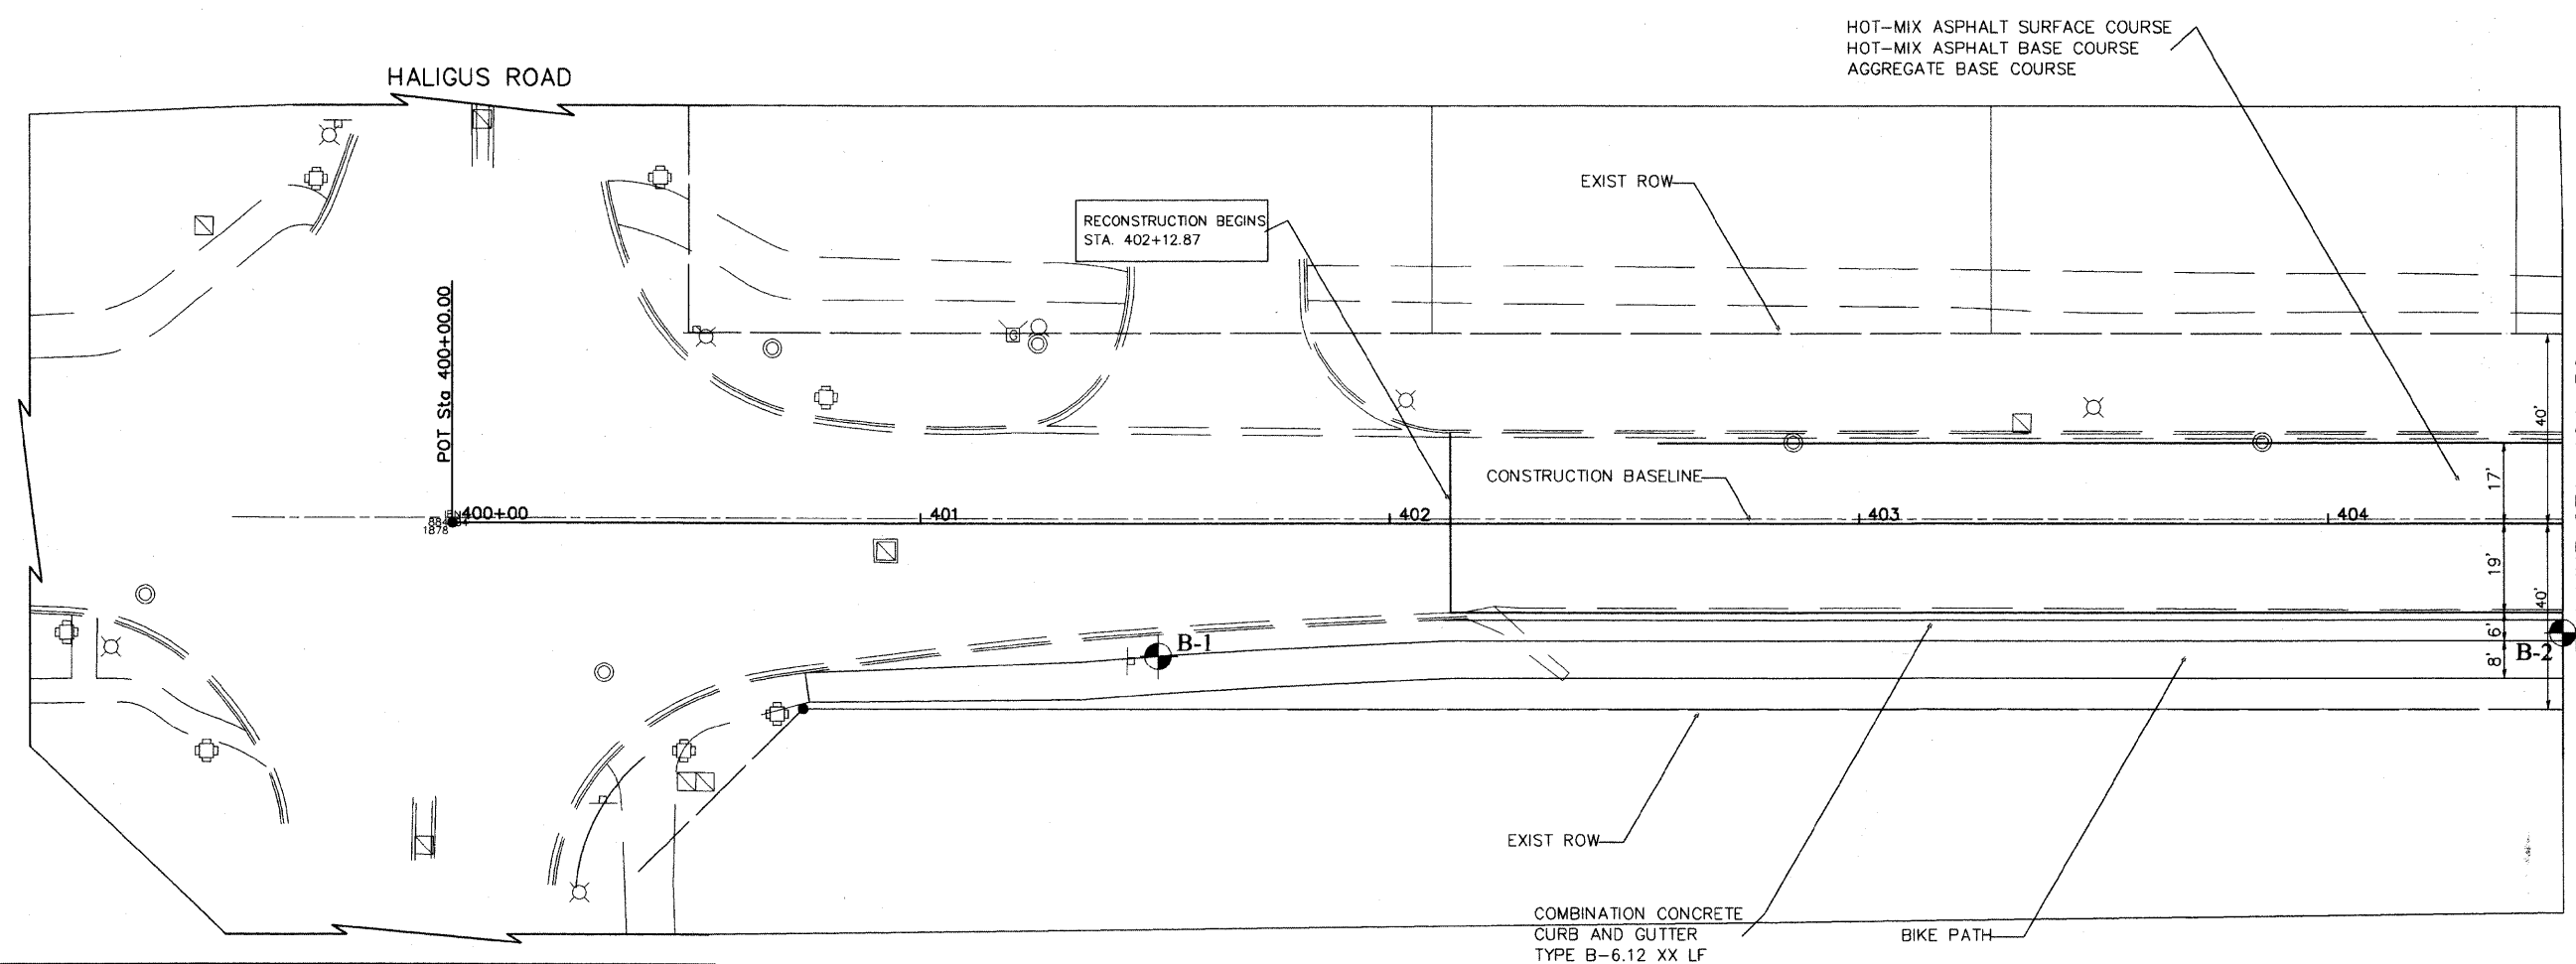 HOT-MIX ASPHALT SURFACE COURSE
HOT-MIX ASPHALT BASE COURSE
AGGREGATE BASE COURSE
HALIGUS ROAD
EXIST ROW
RECONSTRUCTION BEGINS
STA. 402+12.87
POT Sta 400+00.00
40'
17'
CONSTRUCTION BASELINE
400+00
401
402
403
404
1878
19'
40'
6'
8'
B-1
B-2
EXIST ROW
COMBINATION CONCRETE
CURB AND GUTTER
TYPE B-6.12 XX LF
BIKE PATH